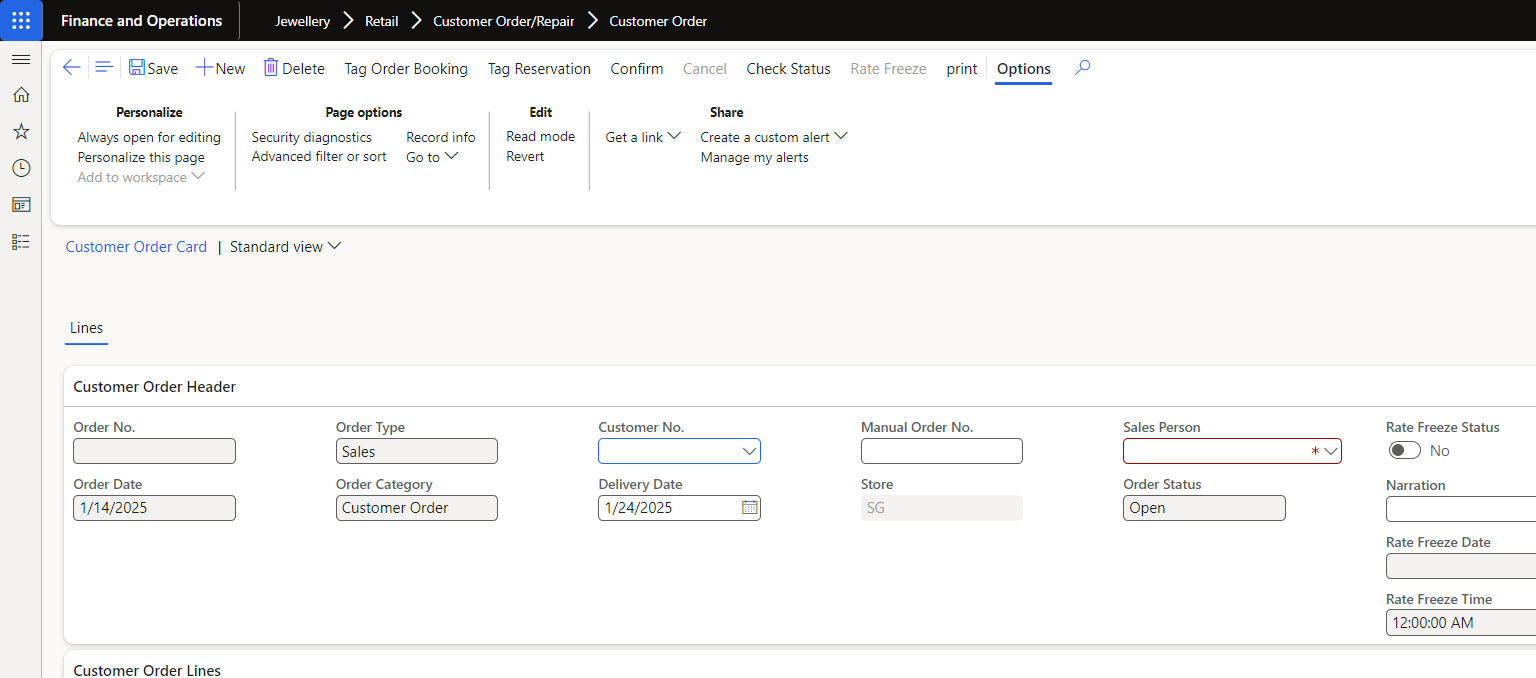 Finance and Operations
Jewellery Retail Customer Order/Repair Customer Order
Save New Delete Tag Order Booking Tag Reservation Confirm Cancel Check Status Rate Freeze print Options
Personalize
Always open for editing
Personalize this page
Add to workspace
Page options
Security diagnostics
Advanced filter or sort
Record info
Go to
Edit
Read mode
Revert
Get a link
Share
Create a custom alert
Manage my alerts
Customer Order Card | Standard view
Lines
Customer Order Header
Order No.
Order Date
1/14/2025
Order Type
Sales
Order Category
Customer Order
Customer No.
Delivery Date
1/24/2025
Manual Order No.
Store
SG
Sales Person
*
Order Status
Open
Rate Freeze Status
No
Narration
Rate Freeze Date
Rate Freeze Time
12:00:00 AM
Customer Order Lines